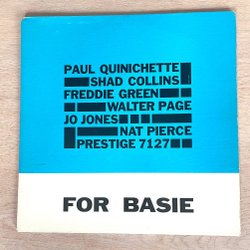 PAUL QUINICHETTE
SHAD COLLINS
FREDDIE GREEN
WALTER PAGE
JO JONES
NAT PIERCE
PRESTIGE 7127
FOR BASIE